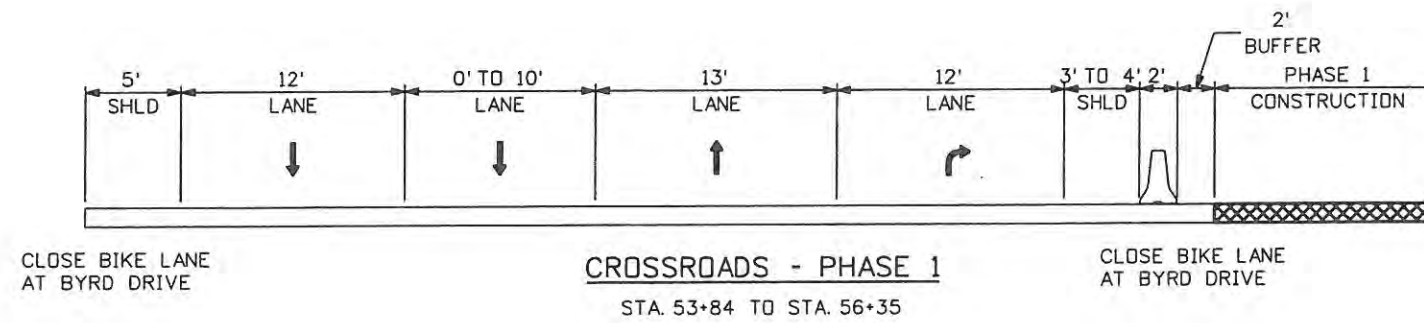 2'
BUFFER
5'
SHLD
12'
LANE
0' TO 10'
LANE
13'
LANE
12'
LANE
3' TO 4'
SHLD
2'
PHASE 1
CONSTRUCTION
CLOSE BIKE LANE
AT BYRD DRIVE
CROSSROADS - PHASE 1
STA. 53+84 TO STA. 56+35
CLOSE BIKE LANE
AT BYRD DRIVE